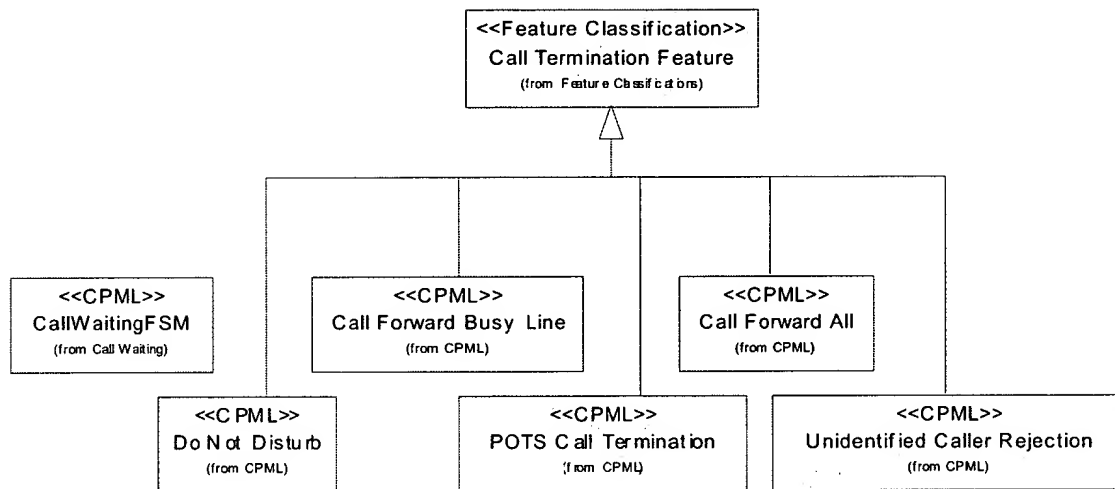 <<Feature Classification>>
Call Termination Feature
(from Feature Classifications)
<<CPML>>
CallWaitingFSM
(from Call Waiting)
<<CPML>>
Call Forward Busy Line
(from CPML)
<<CPML>>
Call Forward All
(from CPML)
<<CPML>>
Do Not Disturb
(from CPML)
<<CPML>>
POTS Call Termination
(from CPML)
<<CPML>>
Unidentified Caller Rejection
(from CPML)